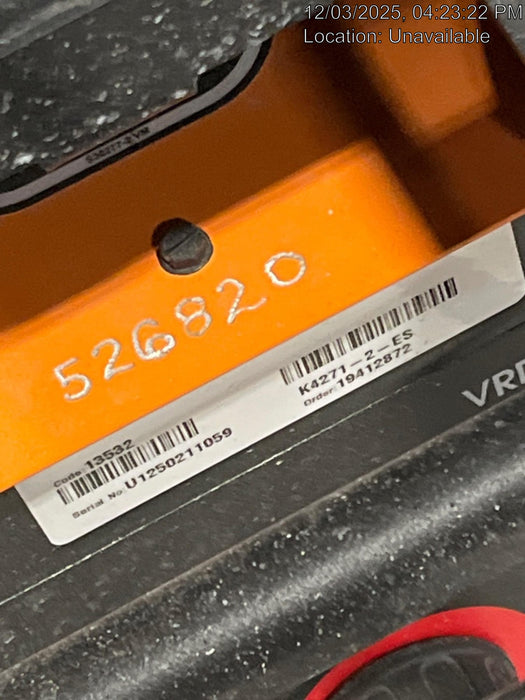 12/03/2025, 04:23:22 PM
Location: Unavailable
526820
K4271-2-ES
Order: 19412872
Code: 13532
Serial No: U1250211059